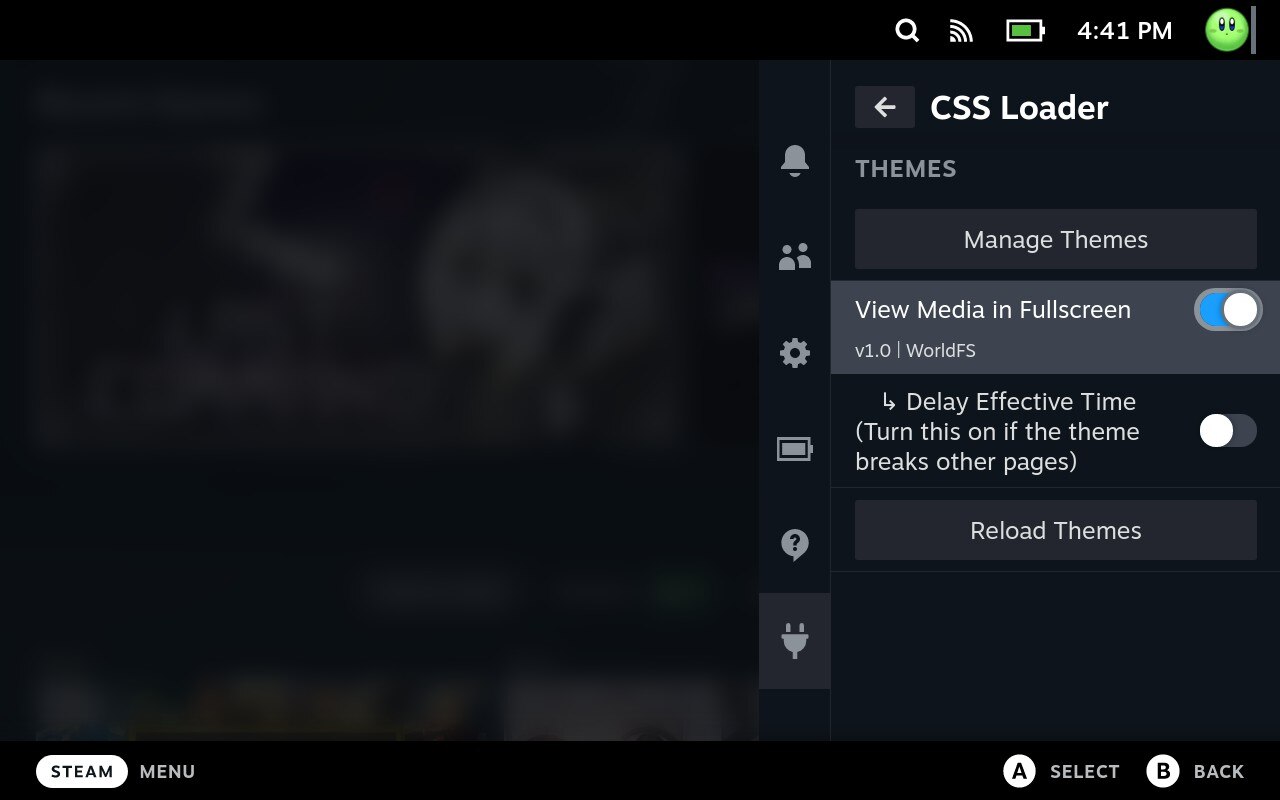 4:41 PM
CSS Loader
THEMES
Manage Themes
View Media in Fullscreen
v1.0 | WorldFS
↳ Delay Effective Time
(Turn this on if the theme
breaks other pages)
Reload Themes
STEAM MENU
A SELECT B BACK